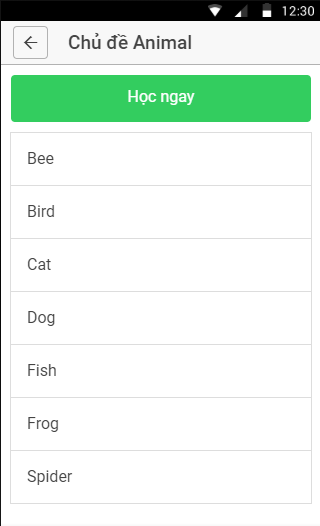 12:30
Chủ đề Animal
Học ngay
Bee
Bird
Cat
Dog
Fish
Frog
Spider